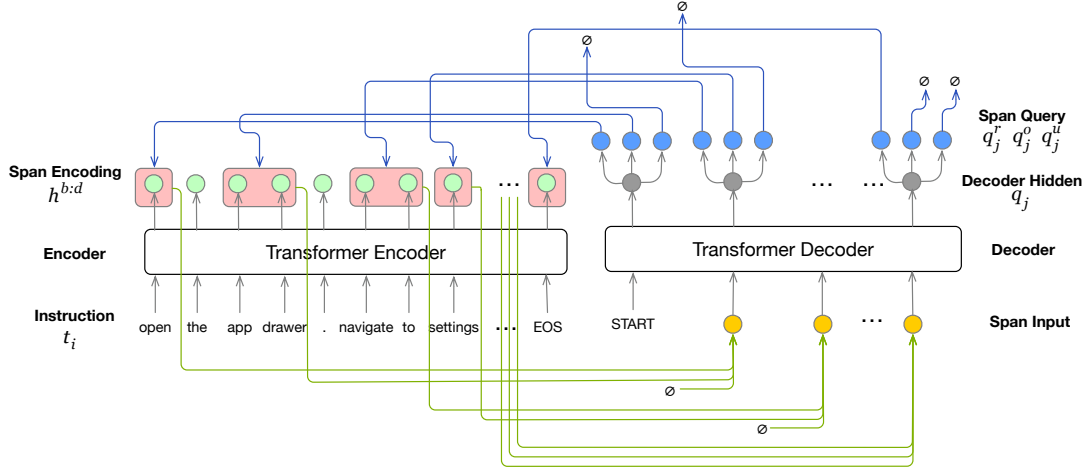 ∅
∅
∅ ∅
Span Query
q_j^r q_j^o q_j^u
Span Encoding
h^{b:d}
...
... ...
Decoder Hidden
q_j
Encoder
Transformer Encoder
Transformer Decoder
Decoder
Instruction
t_i
open the app drawer . navigate to settings ... EOS
START
...
Span Input
∅
∅